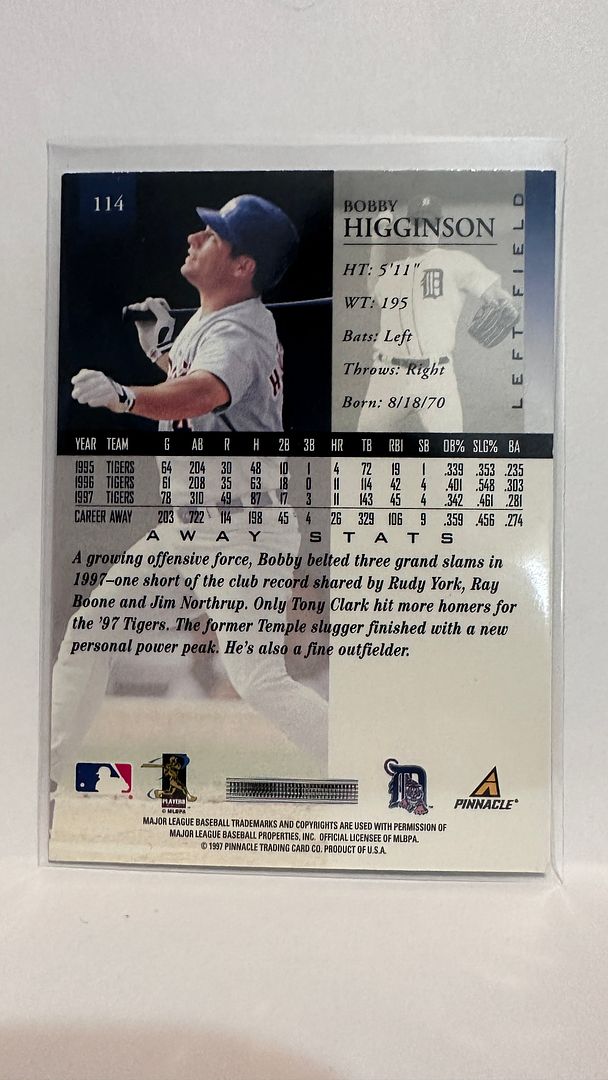 114
BOBBY
HIGGINSON
HT: 5'11"
WT: 195
Bats: Left
Throws: Right
Born: 8/18/70
LEFT FIELD
YEAR TEAM G AB R H 2B 3B HR TB RBI SB OB% SLG% BA
1995 TIGERS 64 204 30 48 10 1 4 72 19 1 .339 .353 .235
1996 TIGERS 61 208 35 63 18 0 11 114 42 4 .401 .548 .303
1997 TIGERS 78 310 49 87 17 3 11 143 45 4 .342 .461 .281
CAREER AWAY 203 722 114 198 45 4 26 329 106 9 .359 .456 .274
AWAY STATS
A growing offensive force, Bobby belted three grand slams in
1997–one short of the club record shared by Rudy York, Ray
Boone and Jim Northrup. Only Tony Clark hit more homers for
the '97 Tigers. The former Temple slugger finished with a new
personal power peak. He's also a fine outfielder.
PLAYERS
© MLBPA
PINNACLE®
MAJOR LEAGUE BASEBALL TRADEMARKS AND COPYRIGHTS ARE USED WITH PERMISSION OF
MAJOR LEAGUE BASEBALL PROPERTIES, INC. OFFICIAL LICENSEE OF MLBPA.
© 1997 PINNACLE TRADING CARD CO. PRODUCT OF U.S.A.